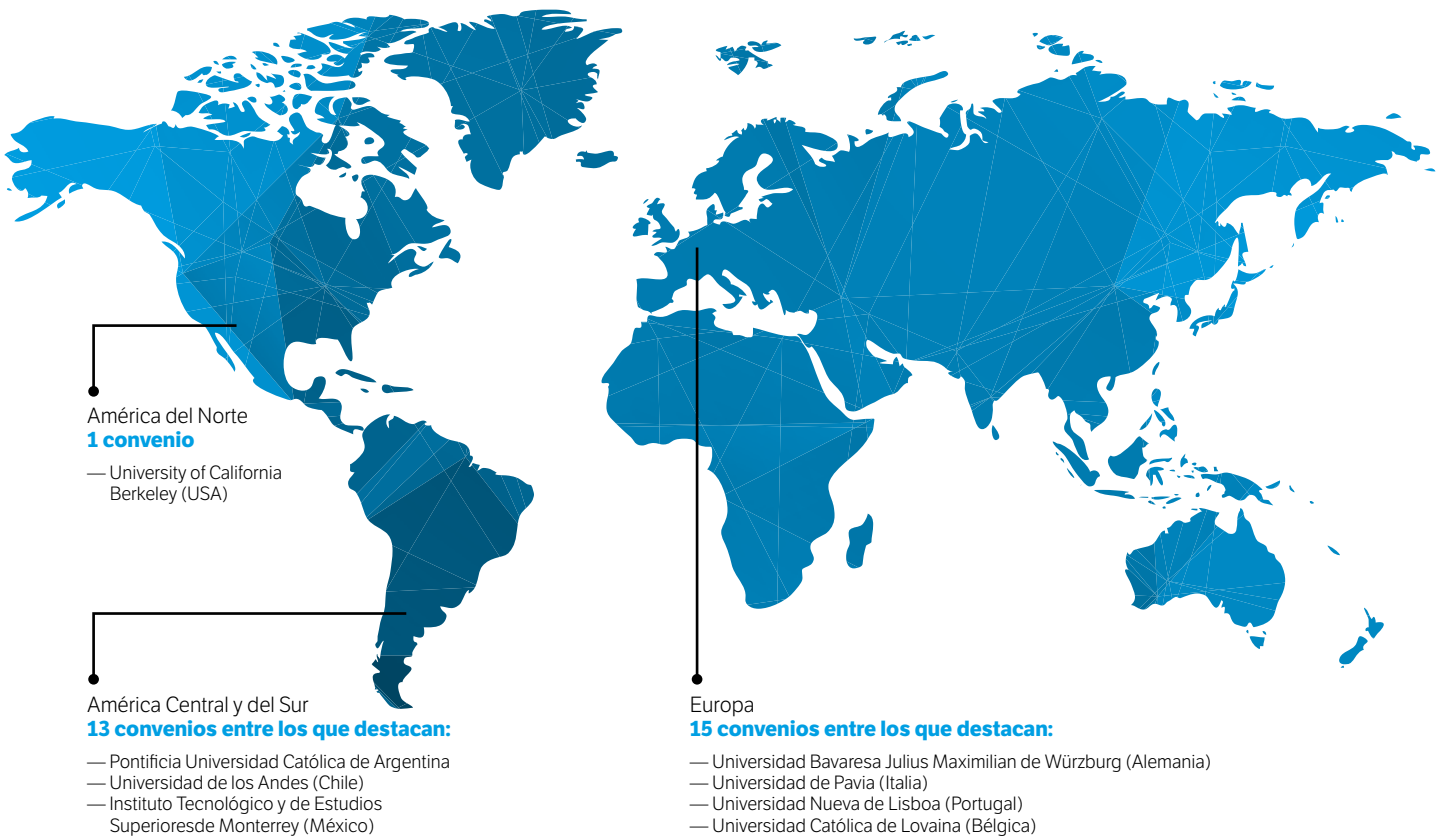 América del Norte
1 convenio
— University of California
Berkeley (USA)
América Central y del Sur
13 convenios entre los que destacan:
— Pontificia Universidad Católica de Argentina
— Universidad de los Andes (Chile)
— Instituto Tecnológico y de Estudios
Superioresde Monterrey (México)
Europa
15 convenios entre los que destacan:
— Universidad Bavaresa Julius Maximilian de Würzburg (Alemania)
— Universidad de Pavia (Italia)
— Universidad Nueva de Lisboa (Portugal)
— Universidad Católica de Lovaina (Bélgica)